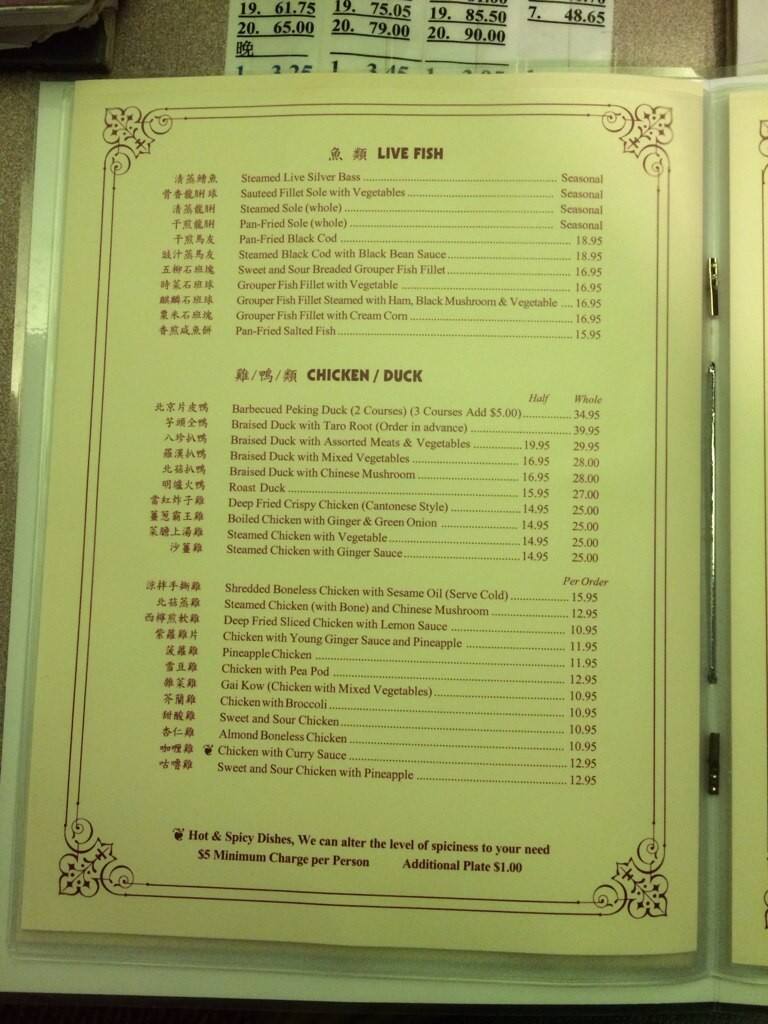 19. 61.75 19. 75.05 19. 85.50 7. 48.65
20. 65.00 20. 79.00 20. 90.00
晚
1. 3.25 1. 3.45
魚 類 LIVE FISH
清蒸鱸魚 Steamed Live Silver Bass Seasonal
骨香龍脷球 Sauteed Fillet Sole with Vegetables Seasonal
清蒸龍脷 Steamed Sole (whole) Seasonal
干煎龍脷 Pan-Fried Sole (whole) Seasonal
干煎馬友 Pan-Fried Black Cod 18.95
豉汁蒸馬友 Steamed Black Cod with Black Bean Sauce 18.95
五柳石班塊 Sweet and Sour Breaded Grouper Fish Fillet 16.95
時菜石班球 Grouper Fish Fillet with Vegetable 16.95
麒麟石班球 Grouper Fish Fillet Steamed with Ham, Black Mushroom & Vegetable 16.95
粟米石班塊 Grouper Fish Fillet with Cream Corn 16.95
香煎咸魚餅 Pan-Fried Salted Fish 15.95
雞/鴨/類 CHICKEN / DUCK
Half Whole
北京片皮鴨 Barbecued Peking Duck (2 Courses) (3 Courses Add $5.00) 34.95
芋頭全鴨 Braised Duck with Taro Root (Order in advance) 39.95
八珍扒鴨 Braised Duck with Assorted Meats & Vegetables 19.95 29.95
羅漢扒鴨 Braised Duck with Mixed Vegetables 16.95 28.00
北菇扒鴨 Braised Duck with Chinese Mushroom 16.95 28.00
明爐火鴨 Roast Duck 15.95 27.00
當紅炸子雞 Deep Fried Crispy Chicken (Cantonese Style) 14.95 25.00
薑蔥霸王雞 Boiled Chicken with Ginger & Green Onion 14.95 25.00
菜膽上湯雞 Steamed Chicken with Vegetable 14.95 25.00
沙薑雞 Steamed Chicken with Ginger Sauce 14.95 25.00
Per Order
涼拌手撕雞 Shredded Boneless Chicken with Sesame Oil (Serve Cold) 15.95
北菇蒸雞 Steamed Chicken (with Bone) and Chinese Mushroom 12.95
西檸煎軟雞 Deep Fried Sliced Chicken with Lemon Sauce 10.95
紫蘿雞片 Chicken with Young Ginger Sauce and Pineapple 11.95
菠蘿雞 Pineapple Chicken 11.95
雪豆雞 Chicken with Pea Pod 12.95
雜菜雞 Gai Kow (Chicken with Mixed Vegetables) 10.95
芥蘭雞 Chicken with Broccoli 10.95
甜酸雞 Sweet and Sour Chicken 10.95
杏仁雞 Almond Boneless Chicken 10.95
咖喱雞 Chicken with Curry Sauce 12.95
咕嚕雞 Sweet and Sour Chicken with Pineapple 12.95
Hot & Spicy Dishes, We can alter the level of spiciness to your need
$5 Minimum Charge per Person Additional Plate $1.00